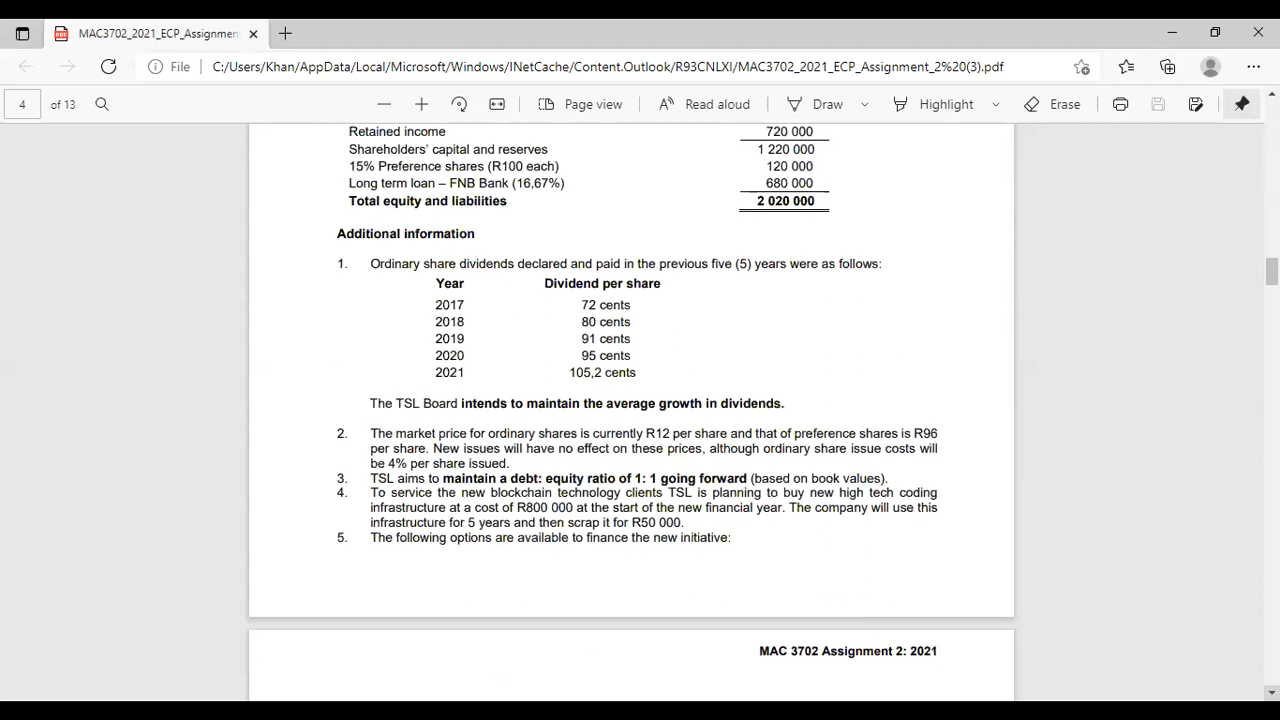 MAC3702_2021_ECP_Assignmen
File C:/Users/Khan/AppData/Local/Microsoft/Windows/INetCache/Content.Outlook/R93CNLXI/MAC3702_2021_ECP_Assignment_2%20(3).pdf
4 of 13 Page view Read aloud Draw Highlight Erase
Retained income 720 000
Shareholders' capital and reserves 1 220 000
15% Preference shares (R100 each) 120 000
Long term loan – FNB Bank (16,67%) 680 000
Total equity and liabilities 2 020 000
Additional information
1. Ordinary share dividends declared and paid in the previous five (5) years were as follows:
Year Dividend per share
2017 72 cents
2018 80 cents
2019 91 cents
2020 95 cents
2021 105,2 cents
The TSL Board intends to maintain the average growth in dividends.
2. The market price for ordinary shares is currently R12 per share and that of preference shares is R96
per share. New issues will have no effect on these prices, although ordinary share issue costs will
be 4% per share issued.
3. TSL aims to maintain a debt: equity ratio of 1: 1 going forward (based on book values).
4. To service the new blockchain technology clients TSL is planning to buy new high tech coding
infrastructure at a cost of R800 000 at the start of the new financial year. The company will use this
infrastructure for 5 years and then scrap it for R50 000.
5. The following options are available to finance the new initiative:
MAC 3702 Assignment 2: 2021